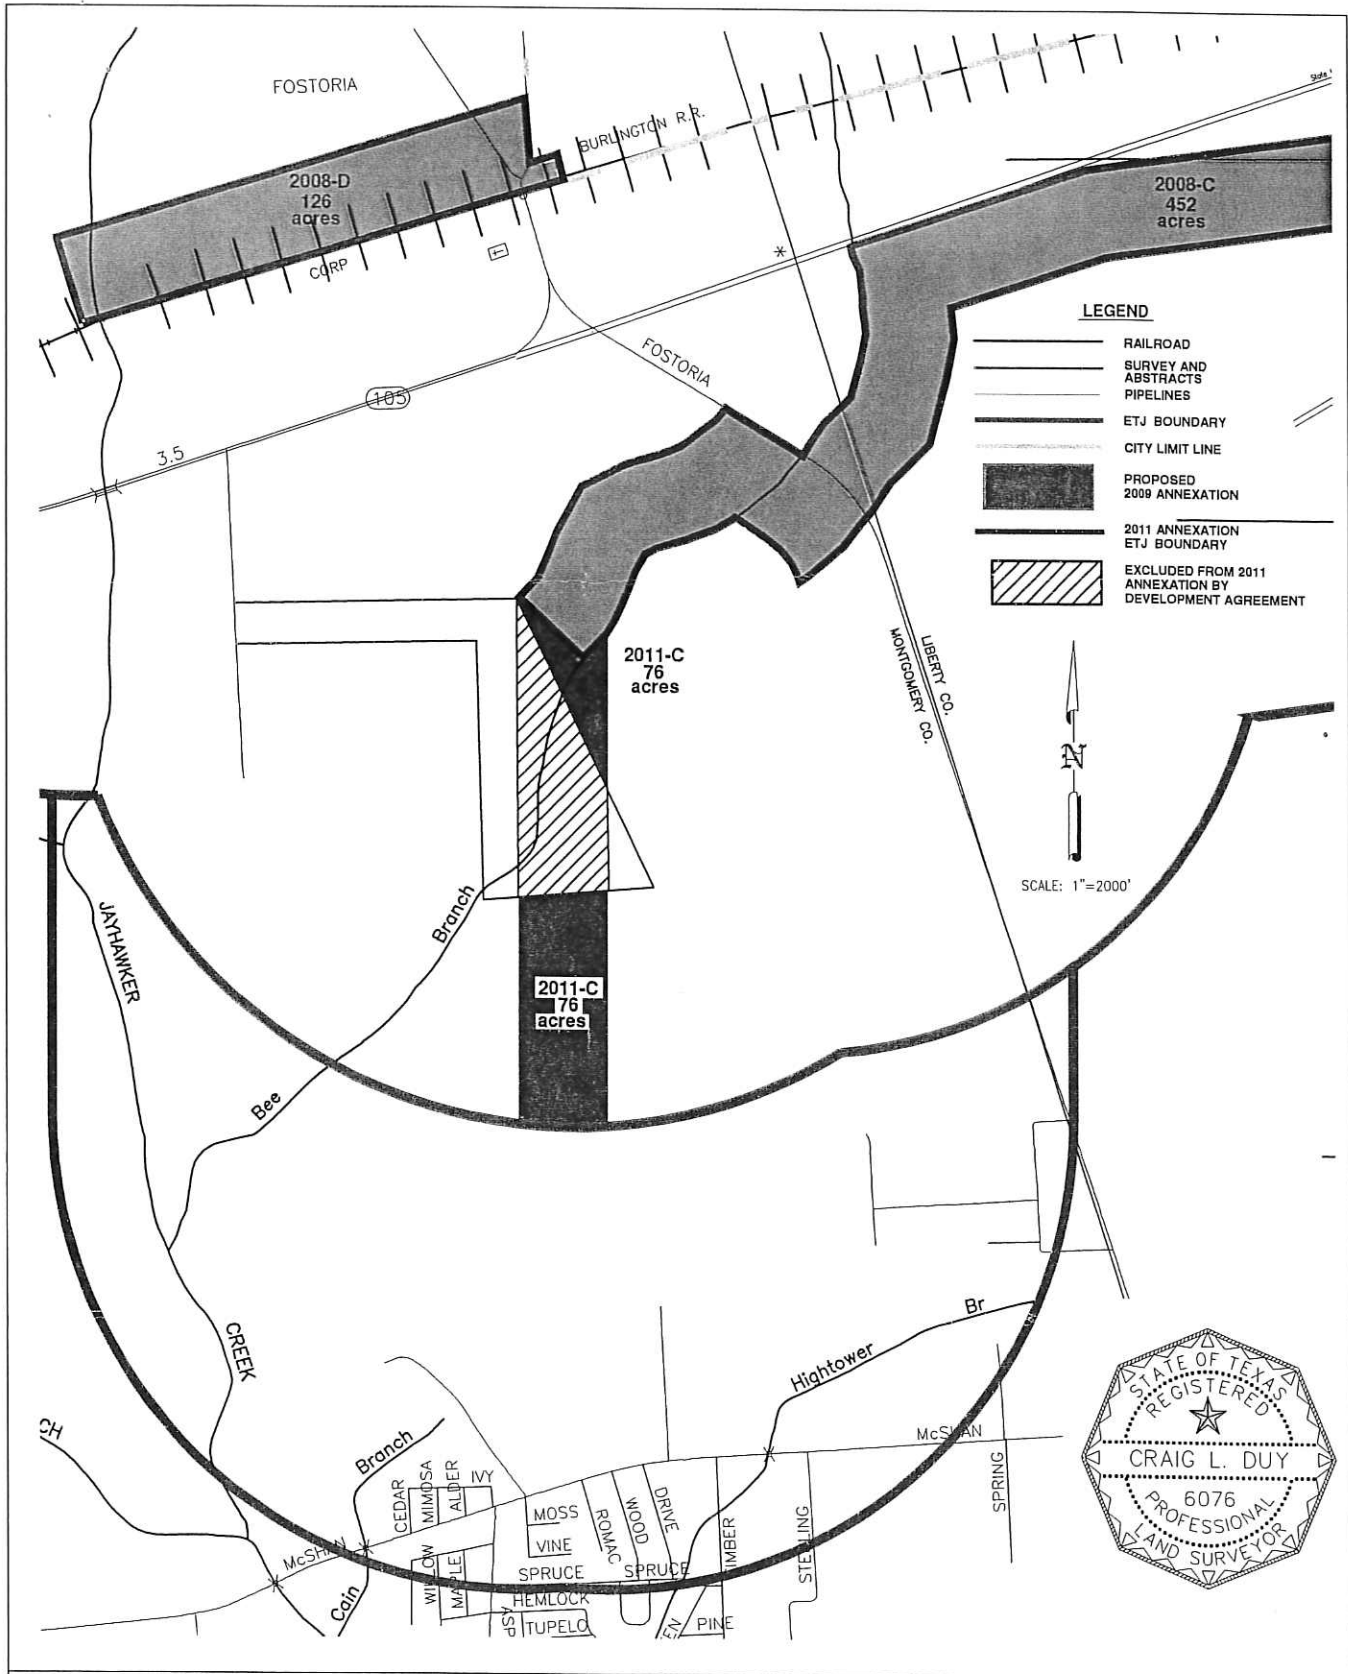 FOSTORIA
State
BURLINGTON R.R.
2008-D
126
acres
2008-C
452
acres
CORP
T
*
LEGEND
RAILROAD
SURVEY AND
ABSTRACTS
PIPELINES
ETJ BOUNDARY
CITY LIMIT LINE
PROPOSED
2009 ANNEXATION
2011 ANNEXATION
ETJ BOUNDARY
EXCLUDED FROM 2011
ANNEXATION BY
DEVELOPMENT AGREEMENT
FOSTORIA
105
3.5
2011-C
76
acres
LIBERTY CO.
MONTGOMERY CO.
N
SCALE: 1"=2000'
JAYHAWKER
Branch
2011-C
76
acres
Bee
CREEK
Br
Hightower
STATE OF TEXAS
REGISTERED
CRAIG L. DUY
6076
PROFESSIONAL
LAND SURVEYOR
CH
Branch
McSHAN
CEDAR
MIMOSA
ALDER
IVY
MOSS
VINE
ROMAC
WOOD
DRIVE
IMBER
STERLING
SPRING
McSHAN
Cain
WILLOW
MAPLE
SPRUCE
SPRUCE
HEMLOCK
ASP
TUPELO
EN
PINE